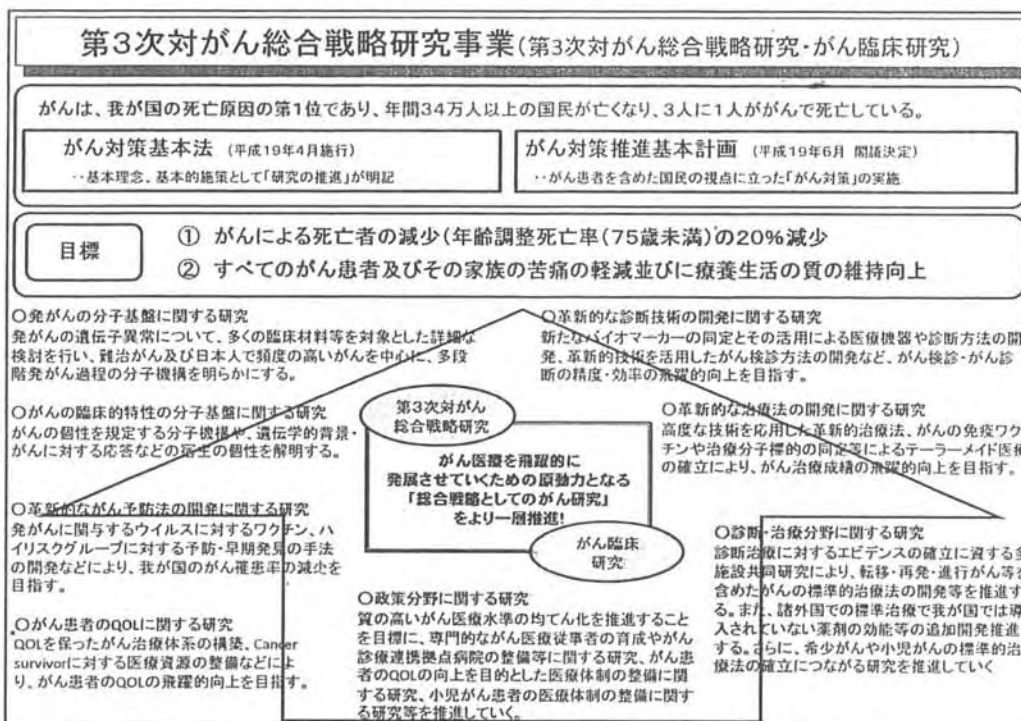 第3次対がん総合戦略研究事業(第3次対がん総合戦略研究・がん臨床研究)
がんは、我が国の死亡原因の第1位であり、年間34万人以上の国民が亡くなり、3人に1人ががんで死亡している。
がん対策基本法 (平成19年4月施行)
‥基本理念、基本的施策として「研究の推進」が明記
がん対策推進基本計画 (平成19年6月 閣議決定)
‥がん患者を含めた国民の視点に立った「がん対策」の実施
目標
① がんによる死亡者の減少(年齢調整死亡率(75歳未満)の20%減少
② すべてのがん患者及びその家族の苦痛の軽減並びに療養生活の質の維持向上
〇発がんの分子基盤に関する研究
発がんの遺伝子異常について、多くの臨床材料等を対象とした詳細な
検討を行い、難治がん及び日本人で頻度の高いがんを中心に、多段
階発がん過程の分子機構を明らかにする。
〇がんの臨床的特性の分子基盤に関する研究
がんの個性を規定する分子機構や、遺伝学的背景・
がんに対する応答などの宿主の個性を解明する。
〇革新的ながん予防法の開発に関する研究
発がんに関与するウイルスに対するワクチン、ハ
イリスクグループに対する予防・早期発見の手法
の開発などにより、我が国のがん罹患率の減少を
目指す。
〇がん患者のQOLに関する研究
QOLを保ったがん治療体系の構築、Cancer
survivorに対する医療資源の整備などによ
り、がん患者のQOLの飛躍的向上を目指す。
第3次対がん
総合戦略研究
がん医療を飛躍的に
発展させていくための原動力となる
「総合戦略としてのがん研究」
をより一層推進!
がん臨床
研究
〇政策分野に関する研究
質の高いがん医療水準の均てん化を推進すること
を目標に、専門的ながん医療従事者の育成やがん
診療連携拠点病院の整備等に関する研究、がん患
者のQOLの向上を目的とした医療体制の整備に関
する研究、小児がん患者の医療体制の整備に関す
る研究等を推進していく。
〇革新的な診断技術の開発に関する研究
新たなバイオマーカーの同定とその活用による医療機器や診断方法の開
発、革新的技術を活用したがん検診方法の開発など、がん検診・がん診
断の精度・効率の飛躍的向上を目指す。
〇革新的な治療法の開発に関する研究
高度な技術を応用した革新的治療法、がんの免疫ワク
チンや治療分子標的の同定等によるテーラーメイド医療
の確立により、がん治療成績の飛躍的向上を目指す。
〇診断・治療分野に関する研究
診断治療に対するエビデンスの確立に資する多
施設共同研究により、転移・再発・進行がん等を
含めたがんの標準的治療法の開発等を推進す
る。また、諸外国での標準治療で我が国では導
入されていない薬剤の効能等の追加開発推進
する。さらに、希少がんや小児がんの標準的治
療法の確立につながる研究を推進していく